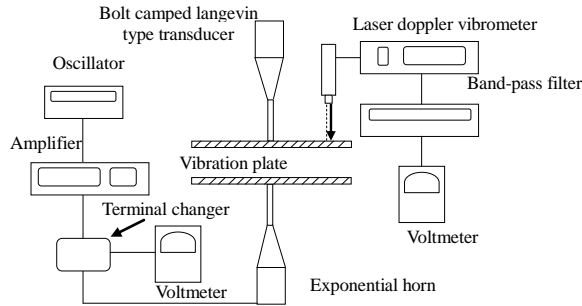 Bolt camped langevin
type transducer
Laser doppler vibrometer
Oscillator
Band-pass filter
Amplifier
Vibration plate
Terminal changer
Voltmeter
Voltmeter
Exponential horn